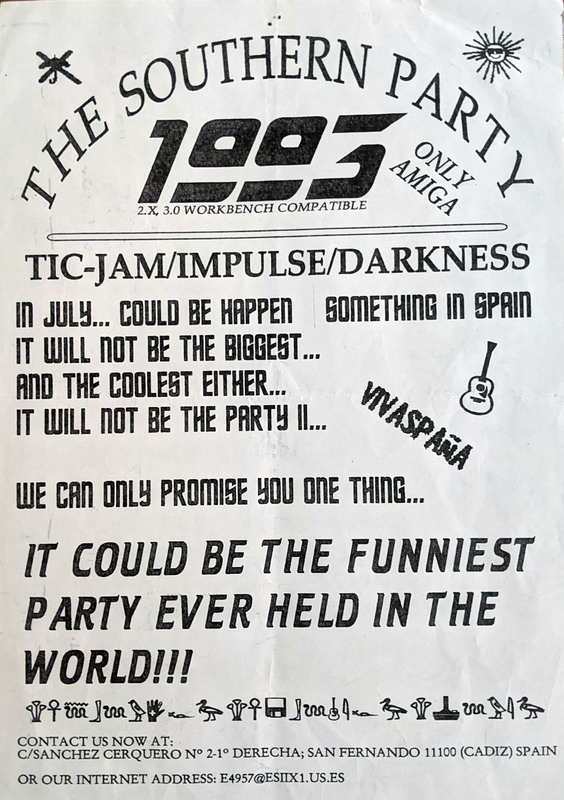 THE SOUTHERN PARTY
1993
ONLY
AMIGA
2.X, 3.0 WORKBENCH COMPATIBLE
TIC-JAM/IMPULSE/DARKNESS
IN JULY... COULD BE HAPPEN SOMETHING IN SPAIN
IT WILL NOT BE THE BIGGEST...
AND THE COOLEST EITHER...
IT WILL NOT BE THE PARTY II...
VIVASPAÑA
WE CAN ONLY PROMISE YOU ONE THING...
IT COULD BE THE FUNNIEST
PARTY EVER HELD IN THE
WORLD!!!
CONTACT US NOW AT:
C/SANCHEZ CERQUERO Nº 2-1º DERECHA; SAN FERNANDO 11100 (CADIZ) SPAIN
OR OUR INTERNET ADDRESS: E4957@ESIIX1.US.ES